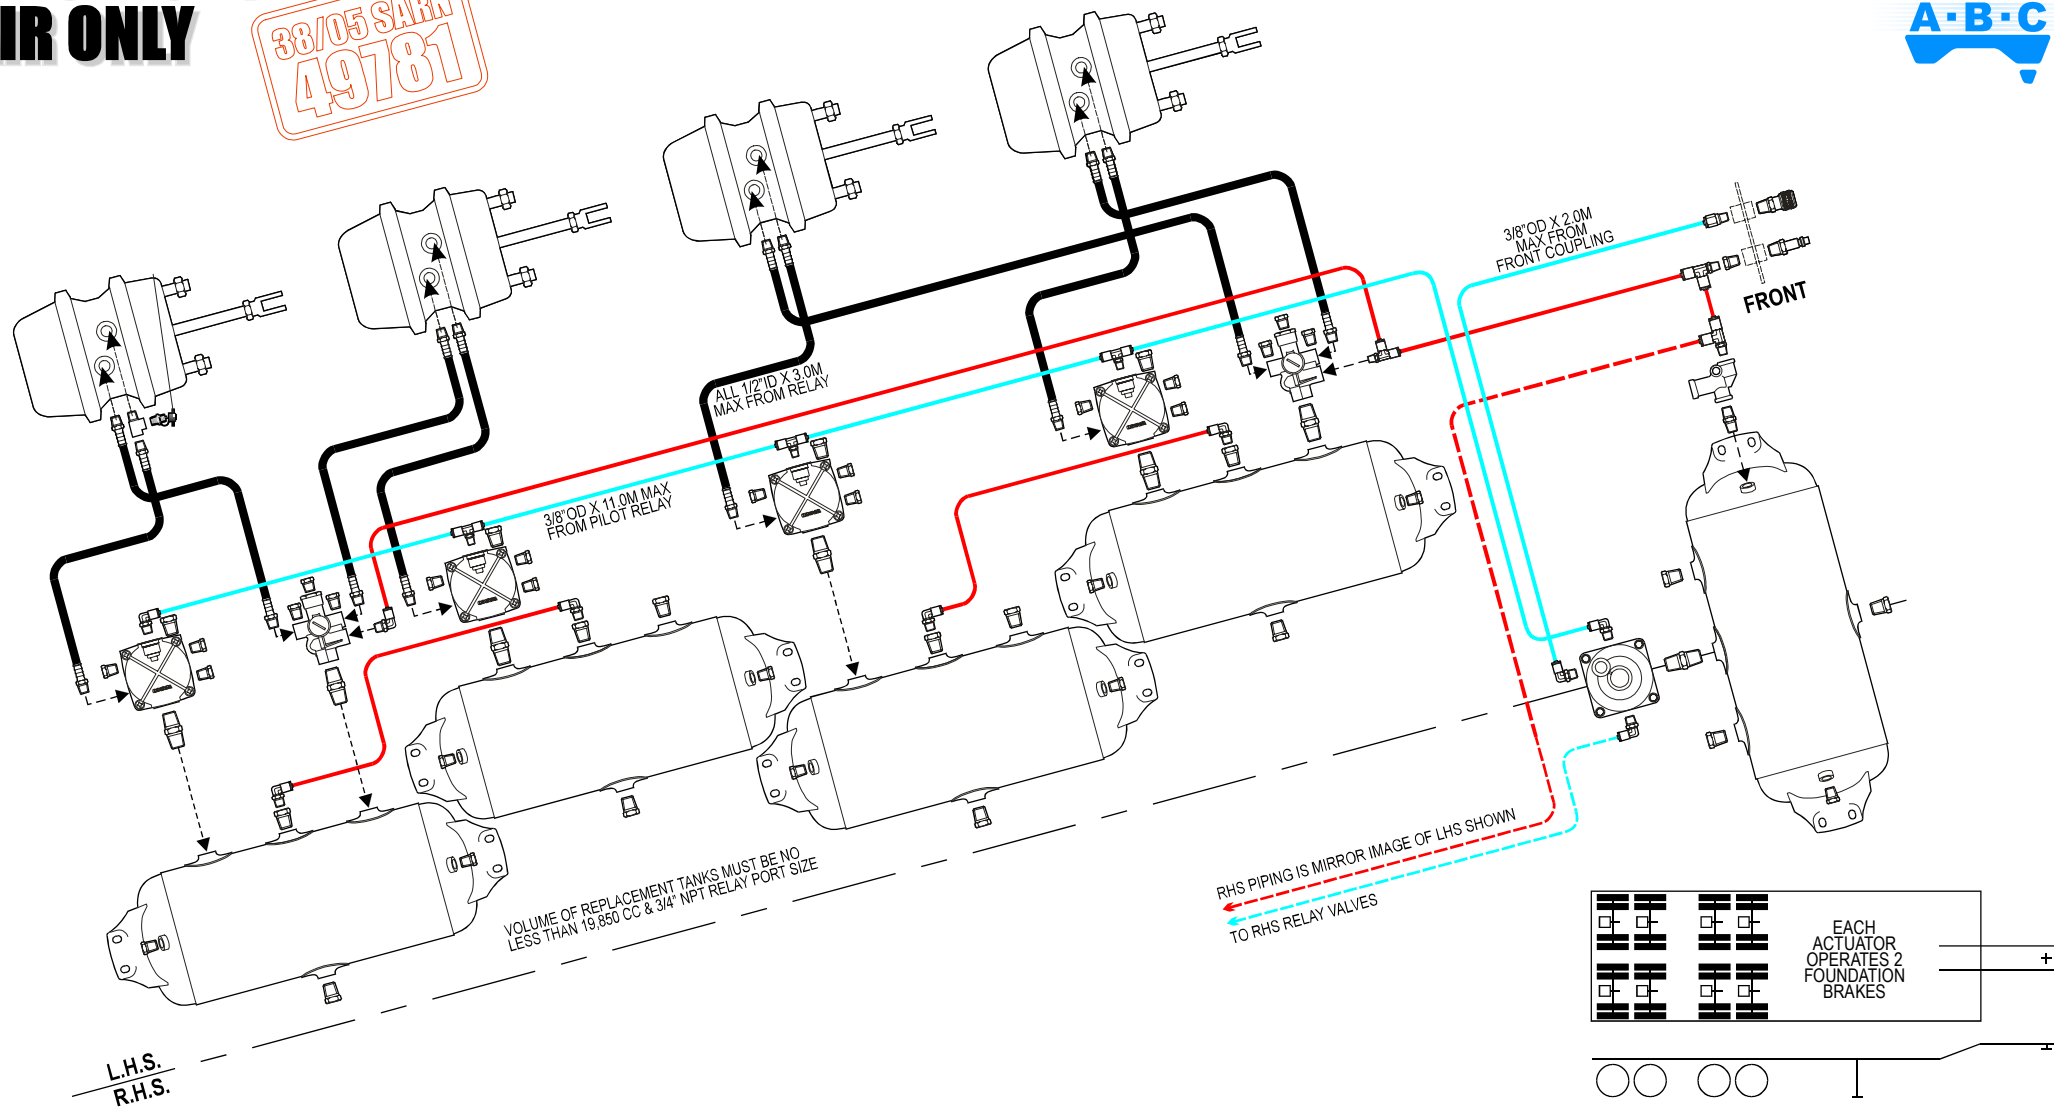 IR ONLY
38/05 SARN
49781
A·B·C
3/8"OD X 2.0M
MAX FROM
FRONT COUPLING
FRONT
ALL 1/2"ID X 3.0M
MAX FROM RELAY
3/8"OD X 11.0M MAX
FROM PILOT RELAY
VOLUME OF REPLACEMENT TANKS MUST BE NO
LESS THAN 19,850 CC & 3/4" NPT RELAY PORT SIZE
RHS PIPING IS MIRROR IMAGE OF LHS SHOWN
TO RHS RELAY VALVES
EACH
ACTUATOR
OPERATES 2
FOUNDATION
BRAKES
L.H.S.
R.H.S.